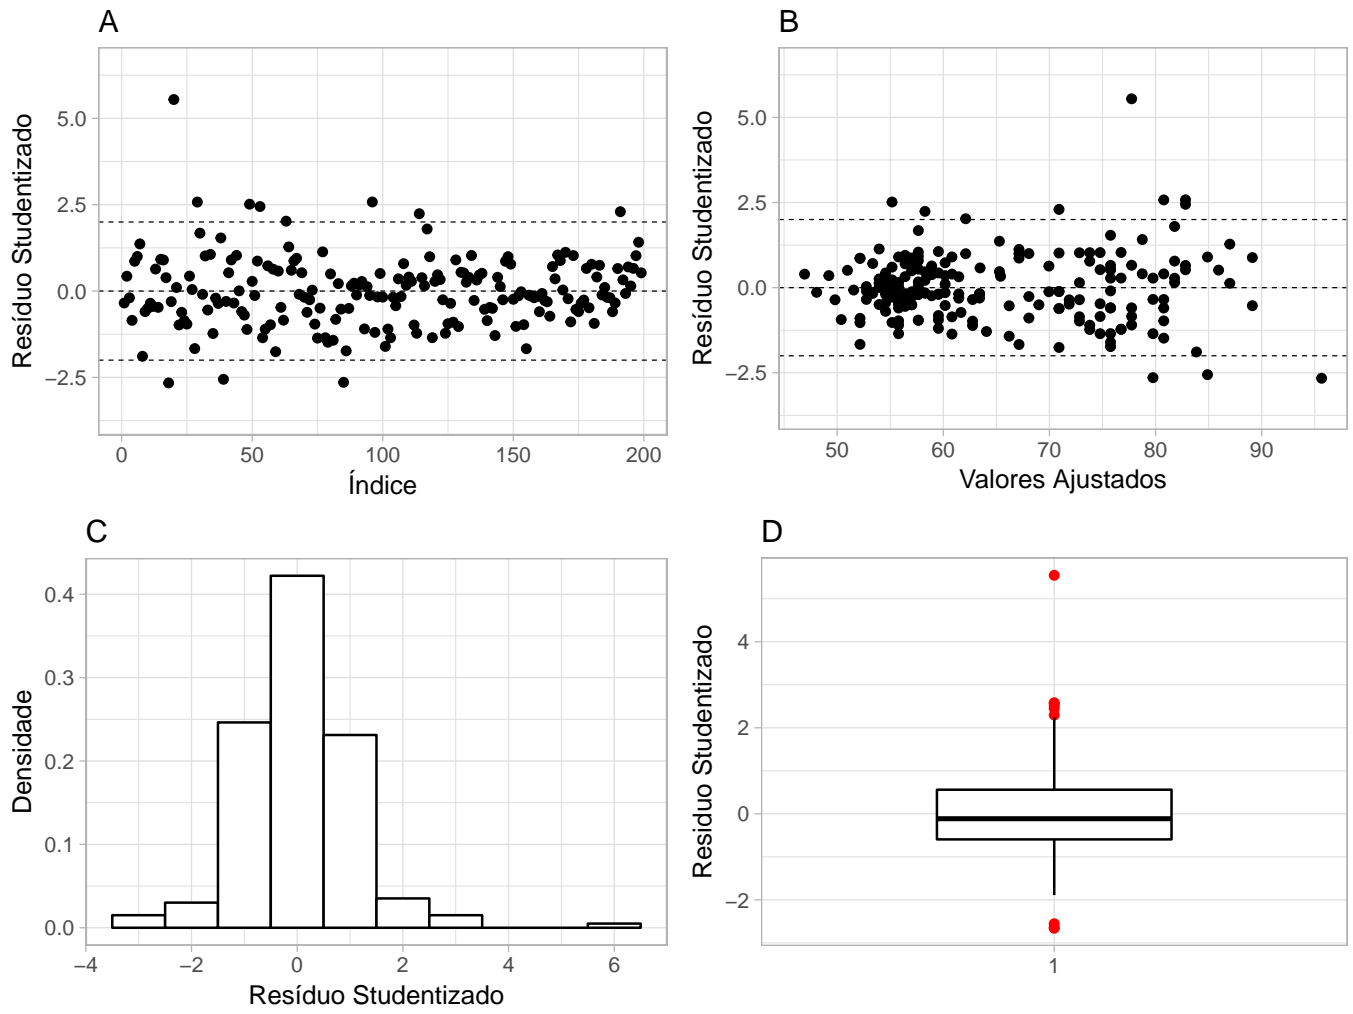 A
Resíduo Studentizado
5.0
2.5
0.0
−2.5
0 50 100 150 200
Índice
B
Resíduo Studentizado
5.0
2.5
0.0
−2.5
50 60 70 80 90
Valores Ajustados
C
Densidade
0.4
0.3
0.2
0.1
0.0
−4 −2 0 2 4 6
Resíduo Studentizado
D
Residuo Studentizado
4
2
0
−2
1